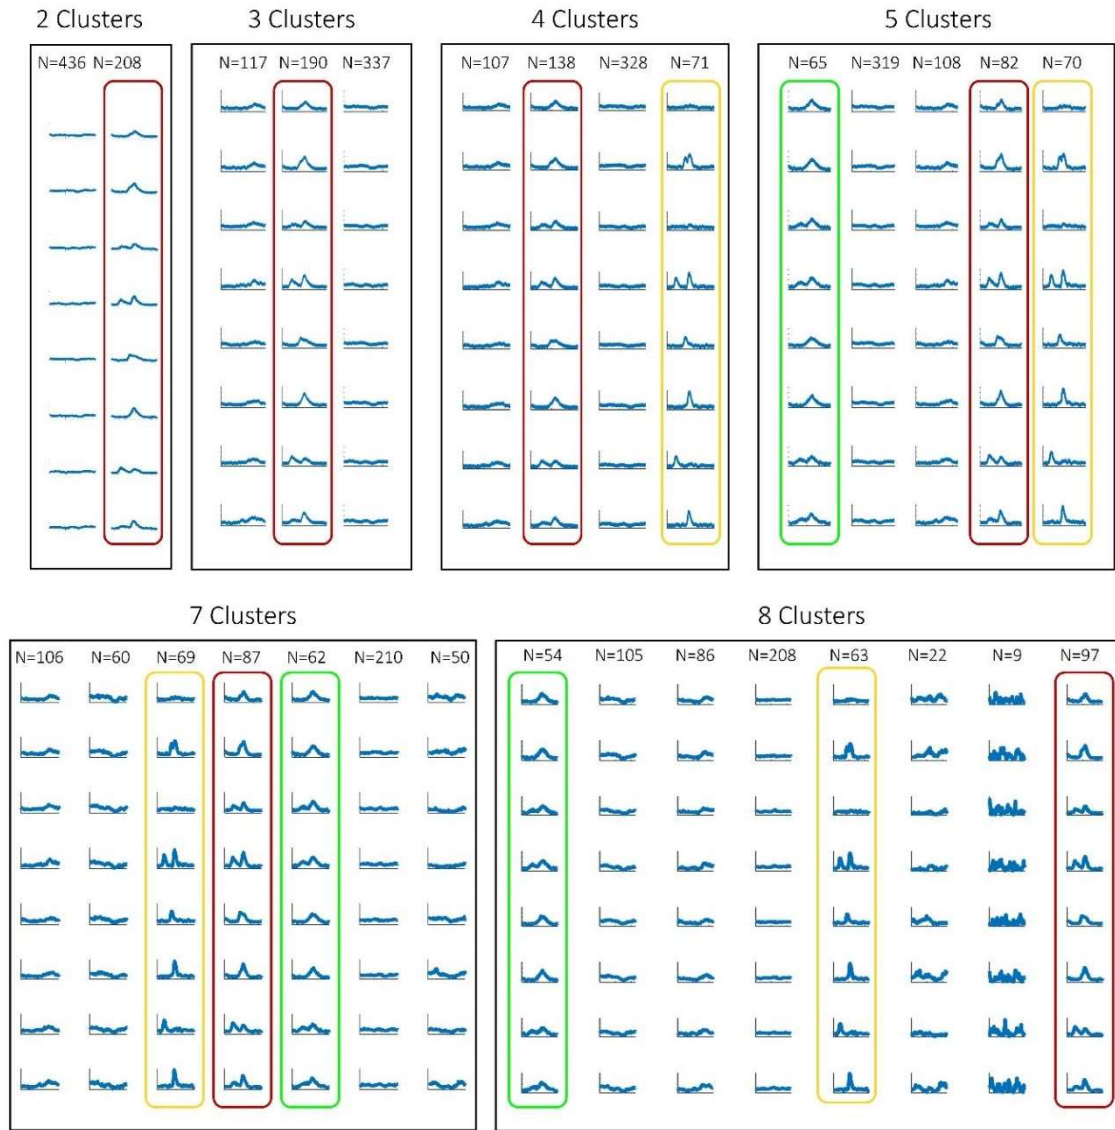 2 Clusters 3 Clusters 4 Clusters 5 Clusters
N=436 N=208 N=117 N=190 N=337 N=107 N=138 N=328 N=71 N=65 N=319 N=108 N=82 N=70
7 Clusters 8 Clusters
N=106 N=60 N=69 N=87 N=62 N=210 N=50 N=54 N=105 N=86 N=208 N=63 N=22 N=9 N=97